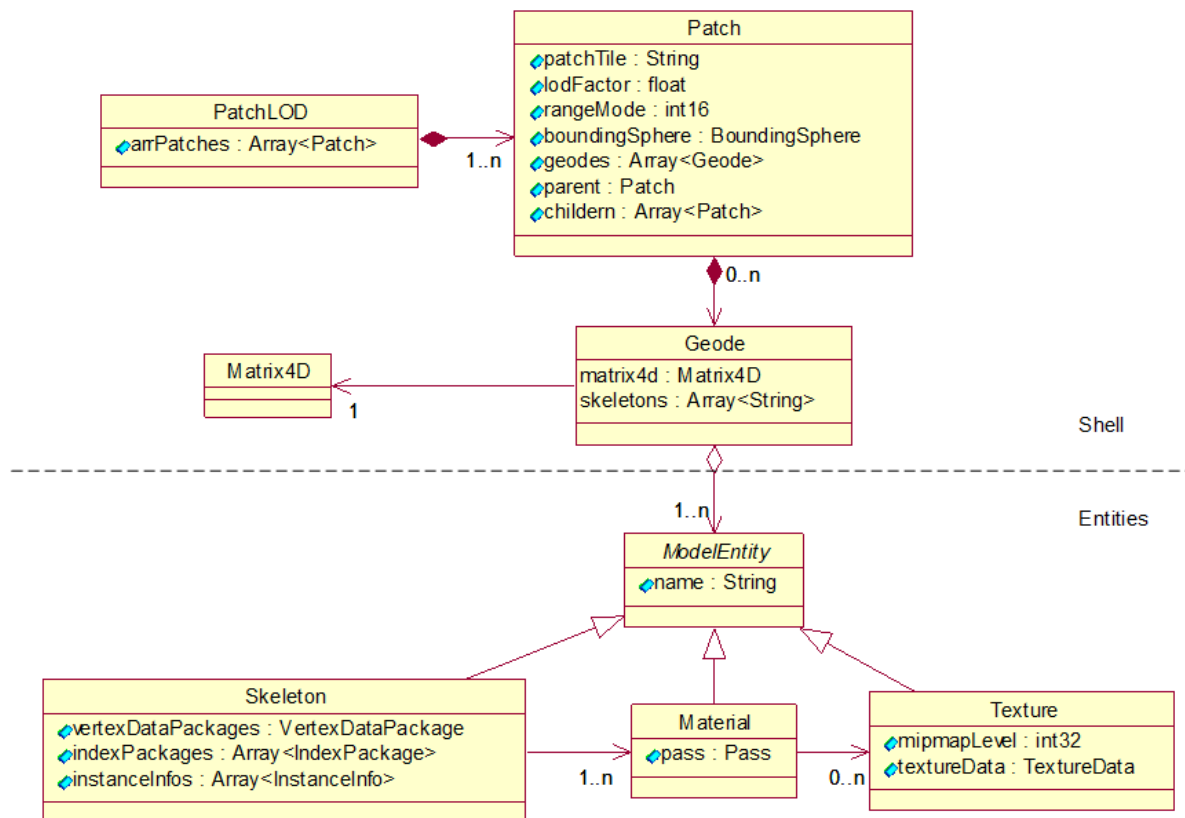 Patch
patchTile : String
lodFactor : float
rangeMode : int16
boundingSphere : BoundingSphere
geodes : Array<Geode>
parent : Patch
childern : Array<Patch>
PatchLOD
arrPatches : Array<Patch>
1..n
0..n
Geode
matrix4d : Matrix4D
skeletons : Array<String>
Matrix4D
1
Shell
Entities
1..n
ModelEntity
name : String
Skeleton
vertexDataPackages : VertexDataPackage
indexPackages : Array<IndexPackage>
instanceInfos : Array<InstanceInfo>
1..n
Material
pass : Pass
0..n
Texture
mipmapLevel : int32
textureData : TextureData